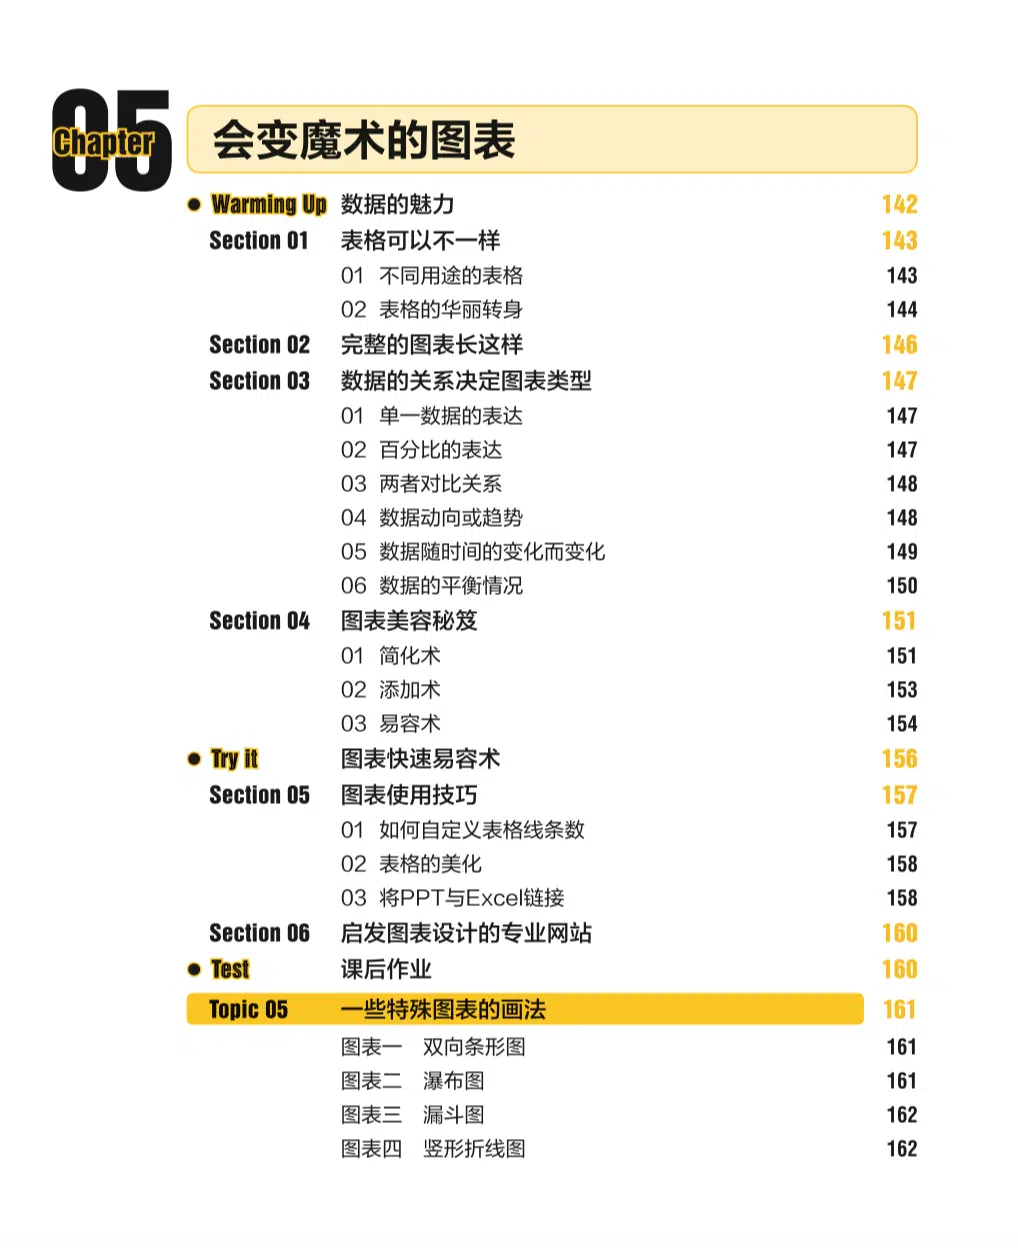 05
Chapter
会变魔术的图表
● Warming Up 数据的魅力 142
Section 01 表格可以不一样 143
01 不同用途的表格 143
02 表格的华丽转身 144
Section 02 完整的图表长这样 146
Section 03 数据的关系决定图表类型 147
01 单一数据的表达 147
02 百分比的表达 147
03 两者对比关系 148
04 数据动向或趋势 148
05 数据随时间的变化而变化 149
06 数据的平衡情况 150
Section 04 图表美容秘笈 151
01 简化术 151
02 添加术 153
03 易容术 154
● Try it 图表快速易容术 156
Section 05 图表使用技巧 157
01 如何自定义表格线条数 157
02 表格的美化 158
03 将PPT与Excel链接 158
Section 06 启发图表设计的专业网站 160
● Test 课后作业 160
Topic 05 一些特殊图表的画法 161
图表一 双向条形图 161
图表二 瀑布图 161
图表三 漏斗图 162
图表四 竖形折线图 162